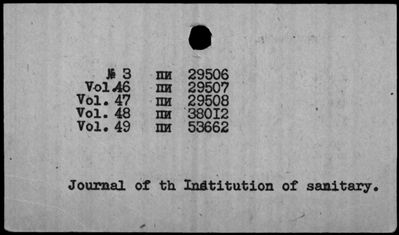 № 3 пи 29506
Vol.46 пи 29507
Vol. 47 пи 29508
Vol. 48 пи 38012
Vol. 49 пи 53662
Journal of th Institution of sanitary.